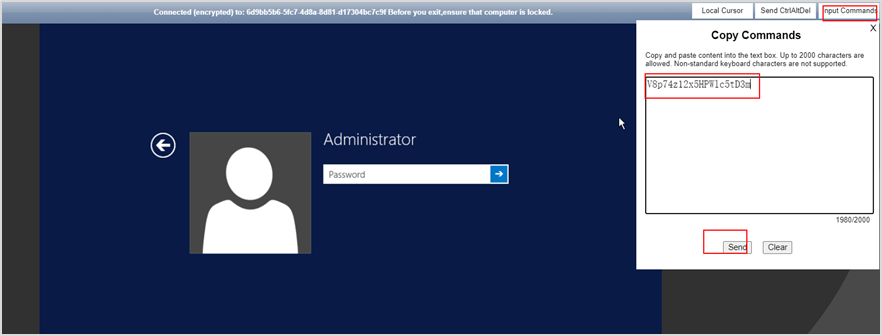 Connected (encrypted) to: 6d9bb5b6-5fc7-4d8a-8d81-d17304bc7c9f Before you exit,ensure that computer is locked.
Local Cursor
Send CtrlAltDel
nput Commands
X
Copy Commands
Copy and paste content into the text box. Up to 2000 characters are
allowed. Non-standard keyboard characters are not supported.
V8p74z12x5HPWlc5tD3m
1980/2000
Send
Clear
Administrator
Password